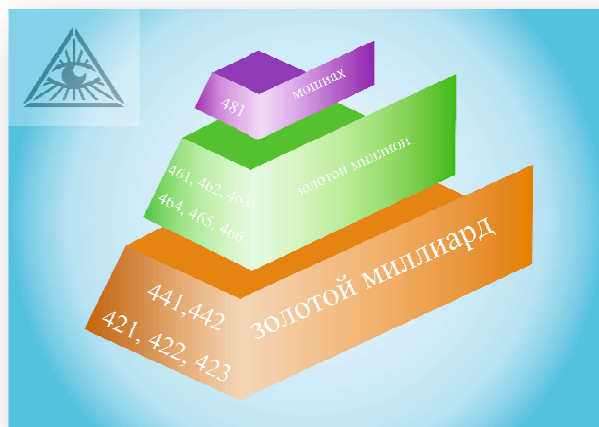 481
мошиах
461, 462, 463
464, 465, 466
золотой миллион
441,442
421, 422, 423
золотой миллиард